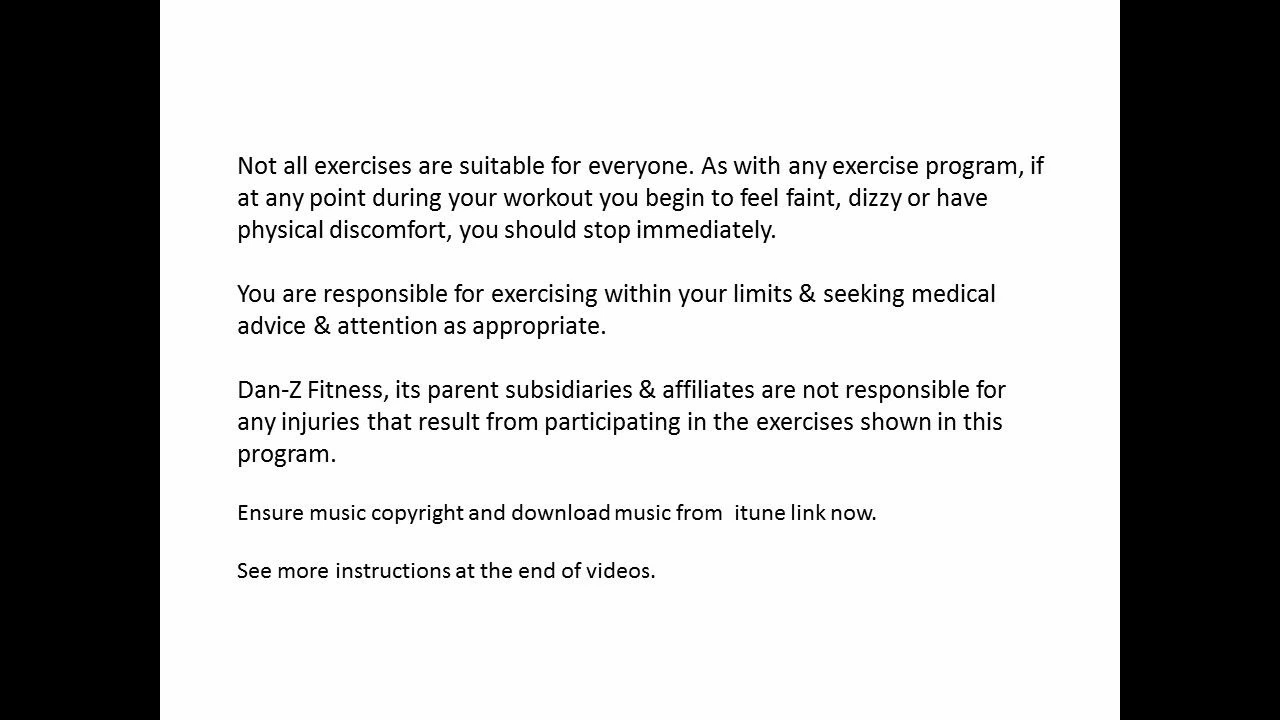 Not all exercises are suitable for everyone. As with any exercise program, if
at any point during your workout you begin to feel faint, dizzy or have
physical discomfort, you should stop immediately.
You are responsible for exercising within your limits & seeking medical
advice & attention as appropriate.
Dan-Z Fitness, its parent subsidiaries & affiliates are not responsible for
any injuries that result from participating in the exercises shown in this
program.
Ensure music copyright and download music from  itune link now.
See more instructions at the end of videos.